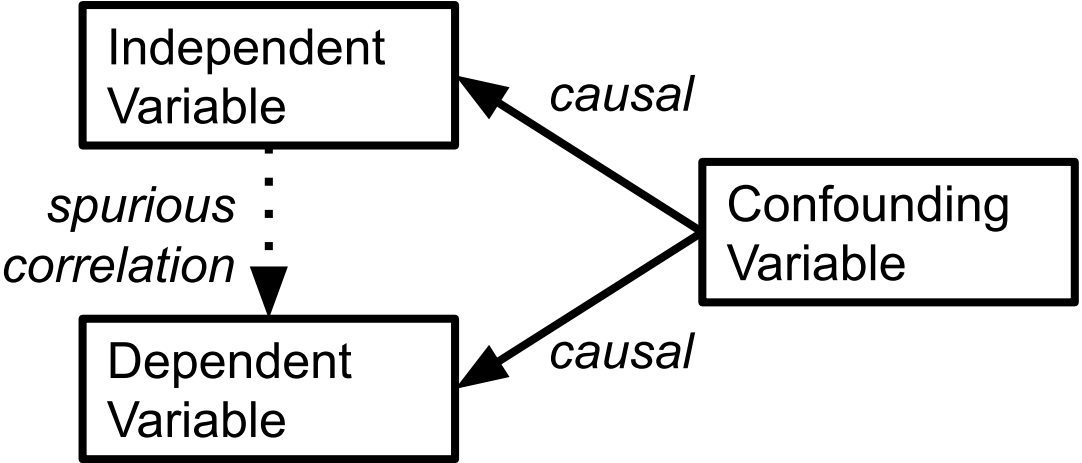 Independent
Variable
causal
spurious
correlation
Confounding
Variable
causal
Dependent
Variable